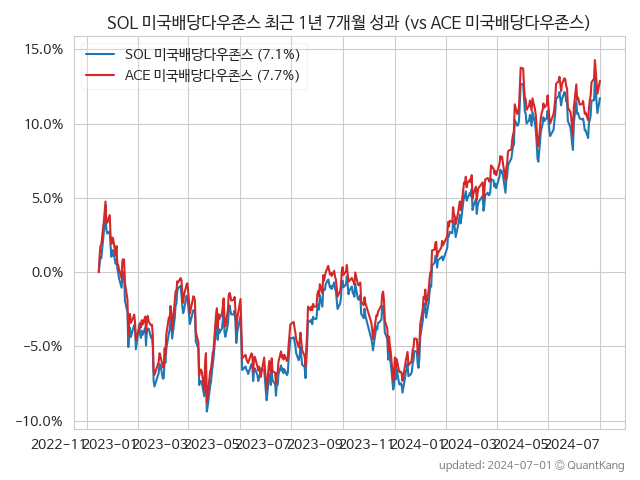 SOL 미국배당다우존스 최근 1년 7개월 성과 (vs ACE 미국배당다우존스)
15.0%
SOL 미국배당다우존스 (7.1%)
ACE 미국배당다우존스 (7.7%)
10.0%
5.0%
0.0%
−5.0%
−10.0%
2022-11 2023-01 2023-03 2023-05 2023-07 2023-09 2023-11 2024-01 2024-03 2024-05 2024-07
updated: 2024-07-01 © QuantKang